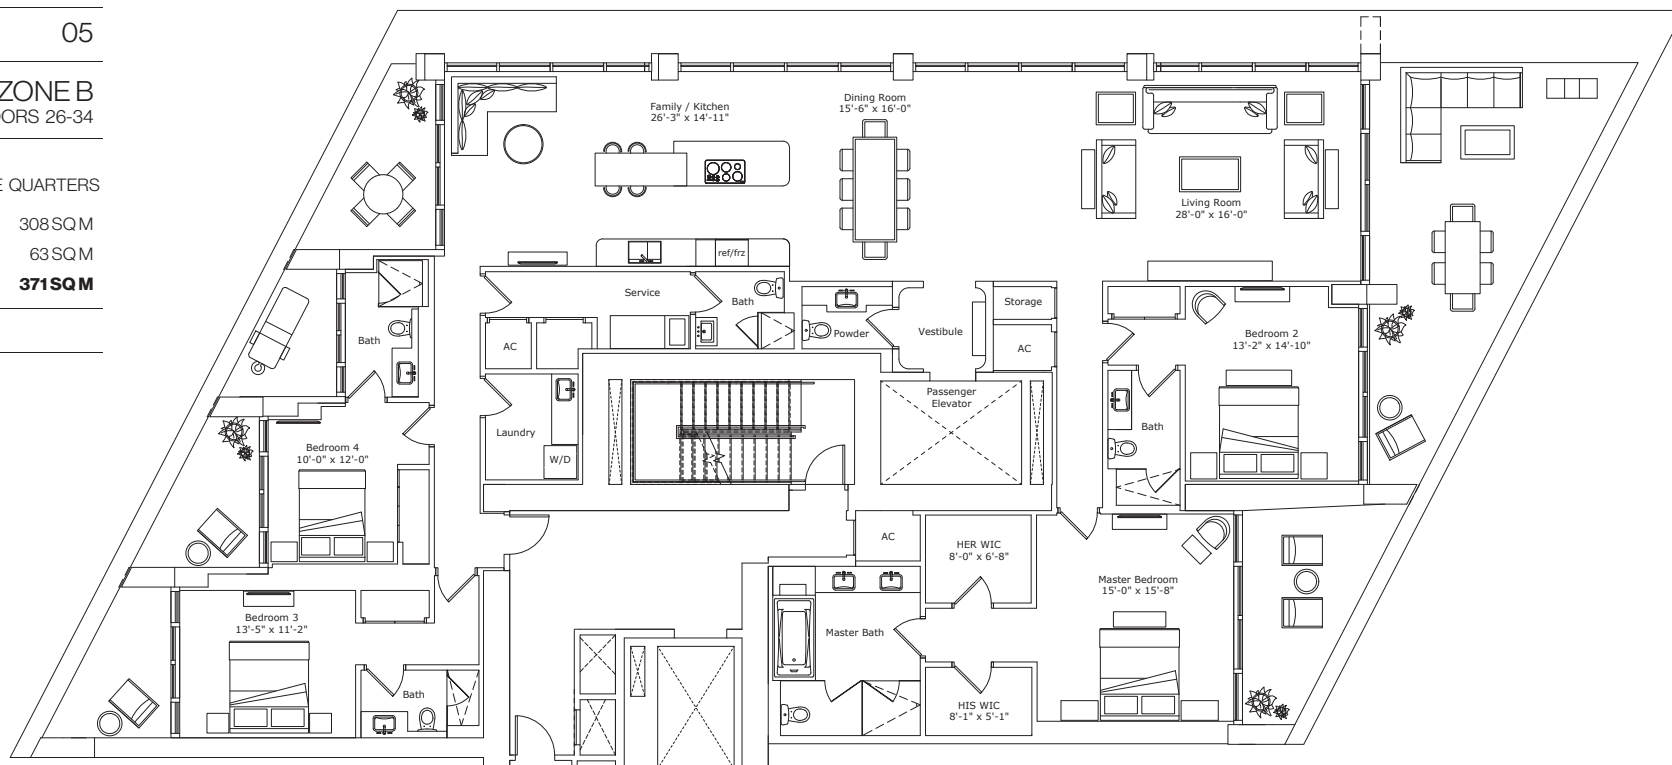 05
ZONE B
ORS 26-34
E QUARTERS
308 SQ M
63 SQ M
371 SQ M
Family / Kitchen
26'-3" x 14'-11"
Dining Room
15'-6" x 16'-0"
Living Room
28'-0" x 16'-0"
ref/frz
Service
Bath
Powder
Vestibule
Storage
AC
AC
Bedroom 2
13'-2" x 14'-10"
Bath
Passenger
Elevator
Laundry
W/D
Bath
Bedroom 4
10'-0" x 12'-0"
Bath
AC
HER WIC
8'-0" x 6'-8"
Master Bedroom
15'-0" x 15'-8"
Bedroom 3
13'-5" x 11'-2"
Master Bath
Bath
HIS WIC
8'-1" x 5'-1"